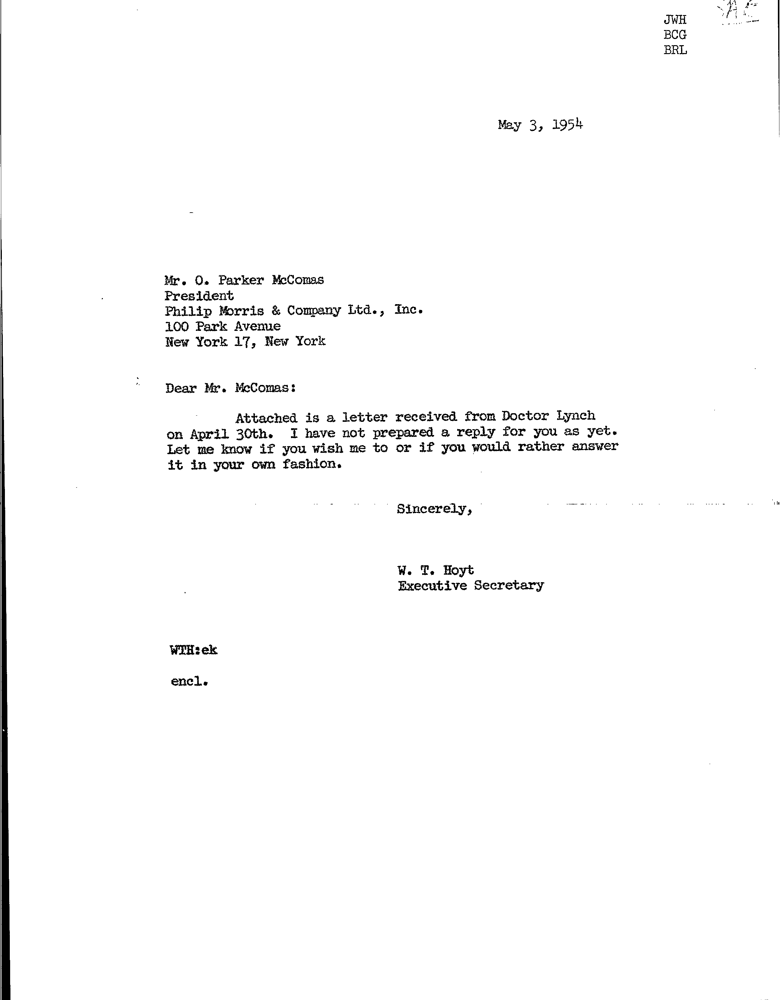 JWH
BCG
BRL
May 3, 1954
Mr. O. Parker McComas
President
Philip Morris & Company Ltd., Inc.
100 Park Avenue
New York 17, New York
Dear Mr. McComas:
Attached is a letter received from Doctor Lynch
on April 30th. I have not prepared a reply for you as yet.
Let me know if you wish me to or if you would rather answer
it in your own fashion.
Sincerely,
W. T. Hoyt
Executive Secretary
WTH:ek
encl.